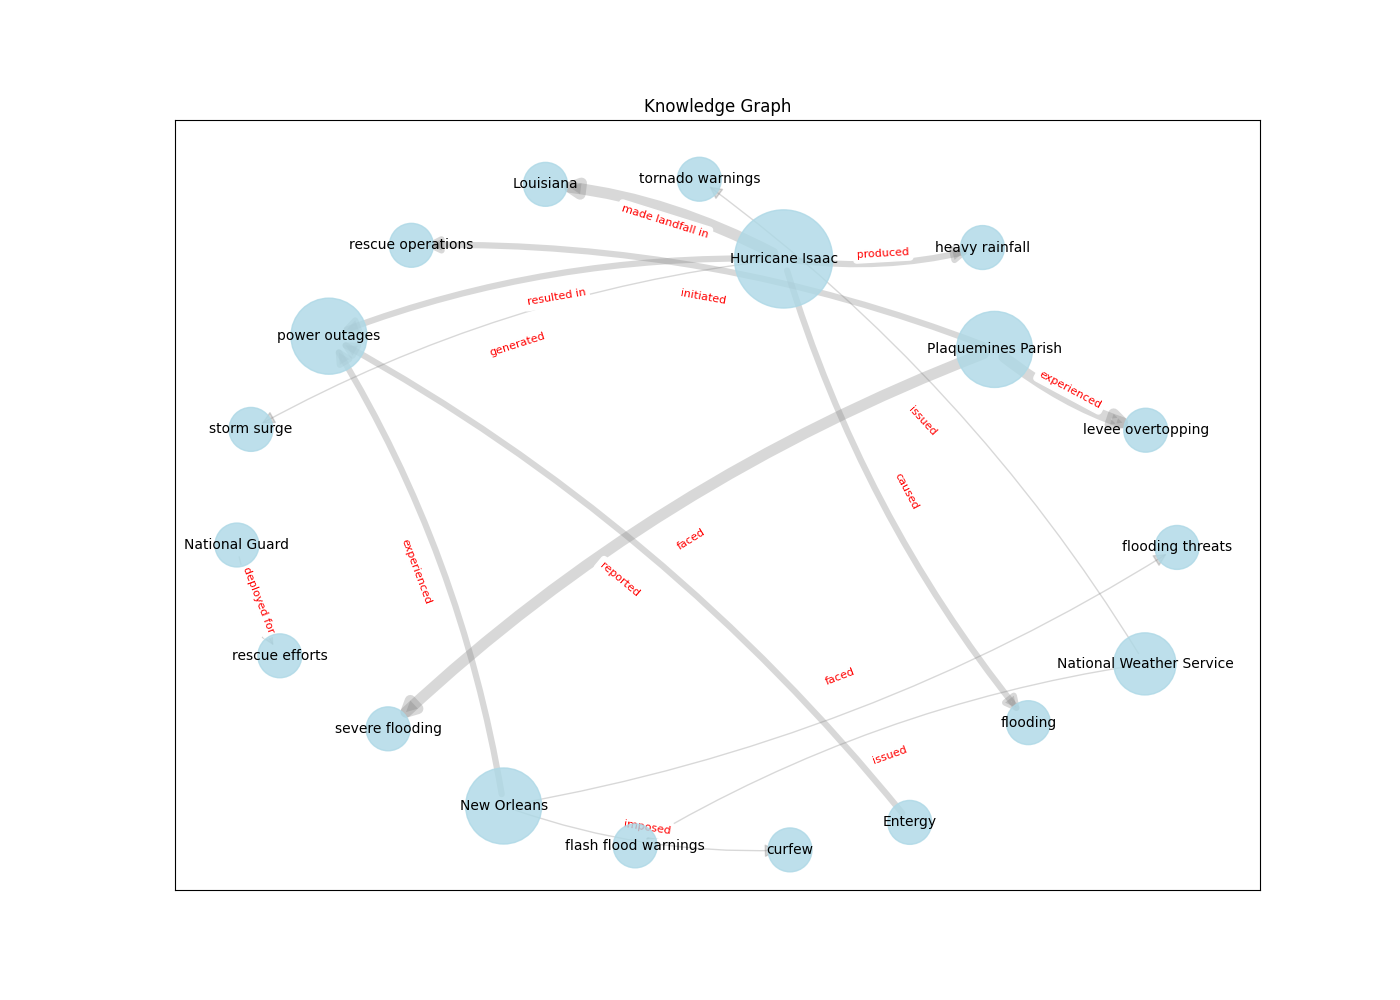 Knowledge Graph
tornado warnings
Louisiana
made landfall in
rescue operations
heavy rainfall
produced
Hurricane Isaac
resulted in
initiated
power outages
generated
Plaquemines Parish
experienced
issued
storm surge
levee overtopping
caused
faced
National Guard
flooding threats
experienced
reported
deployed for
rescue efforts
National Weather Service
faced
severe flooding
flooding
issued
New Orleans
Entergy
imposed
flash flood warnings
curfew